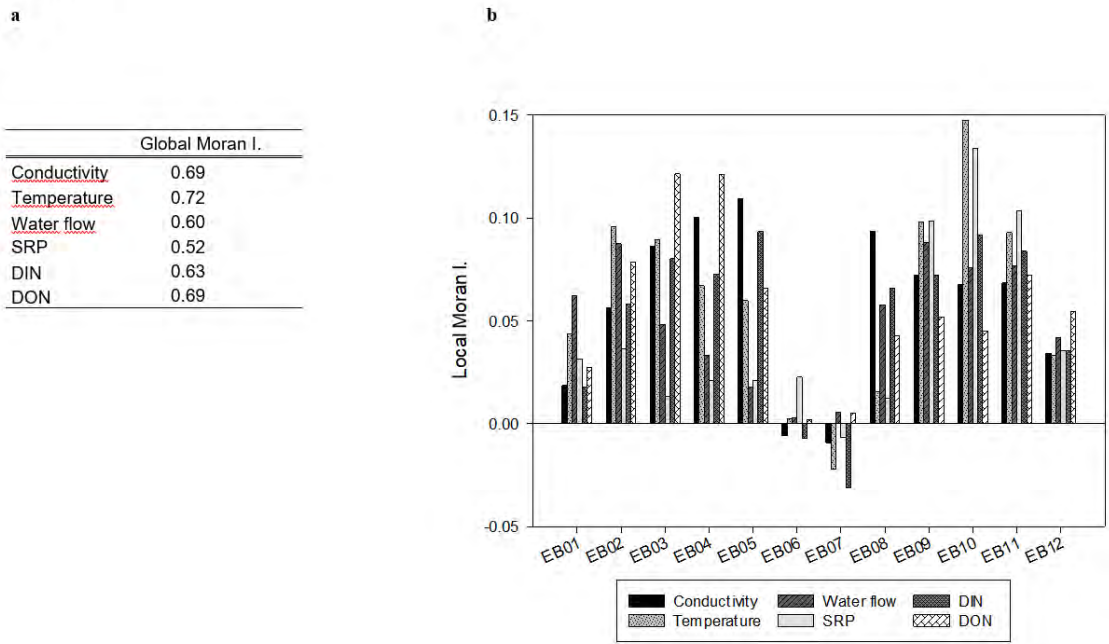 a
b
Global Moran I.
Conductivity 0.69
Temperature 0.72
Water flow 0.60
SRP 0.52
DIN 0.63
DON 0.69
Local Moran I.
0.15
0.10
0.05
0.00
-0.05
EB01 EB02 EB03 EB04 EB05 EB06 EB07 EB08 EB09 EB10 EB11 EB12
Conductivity Water flow DIN
Temperature SRP DON